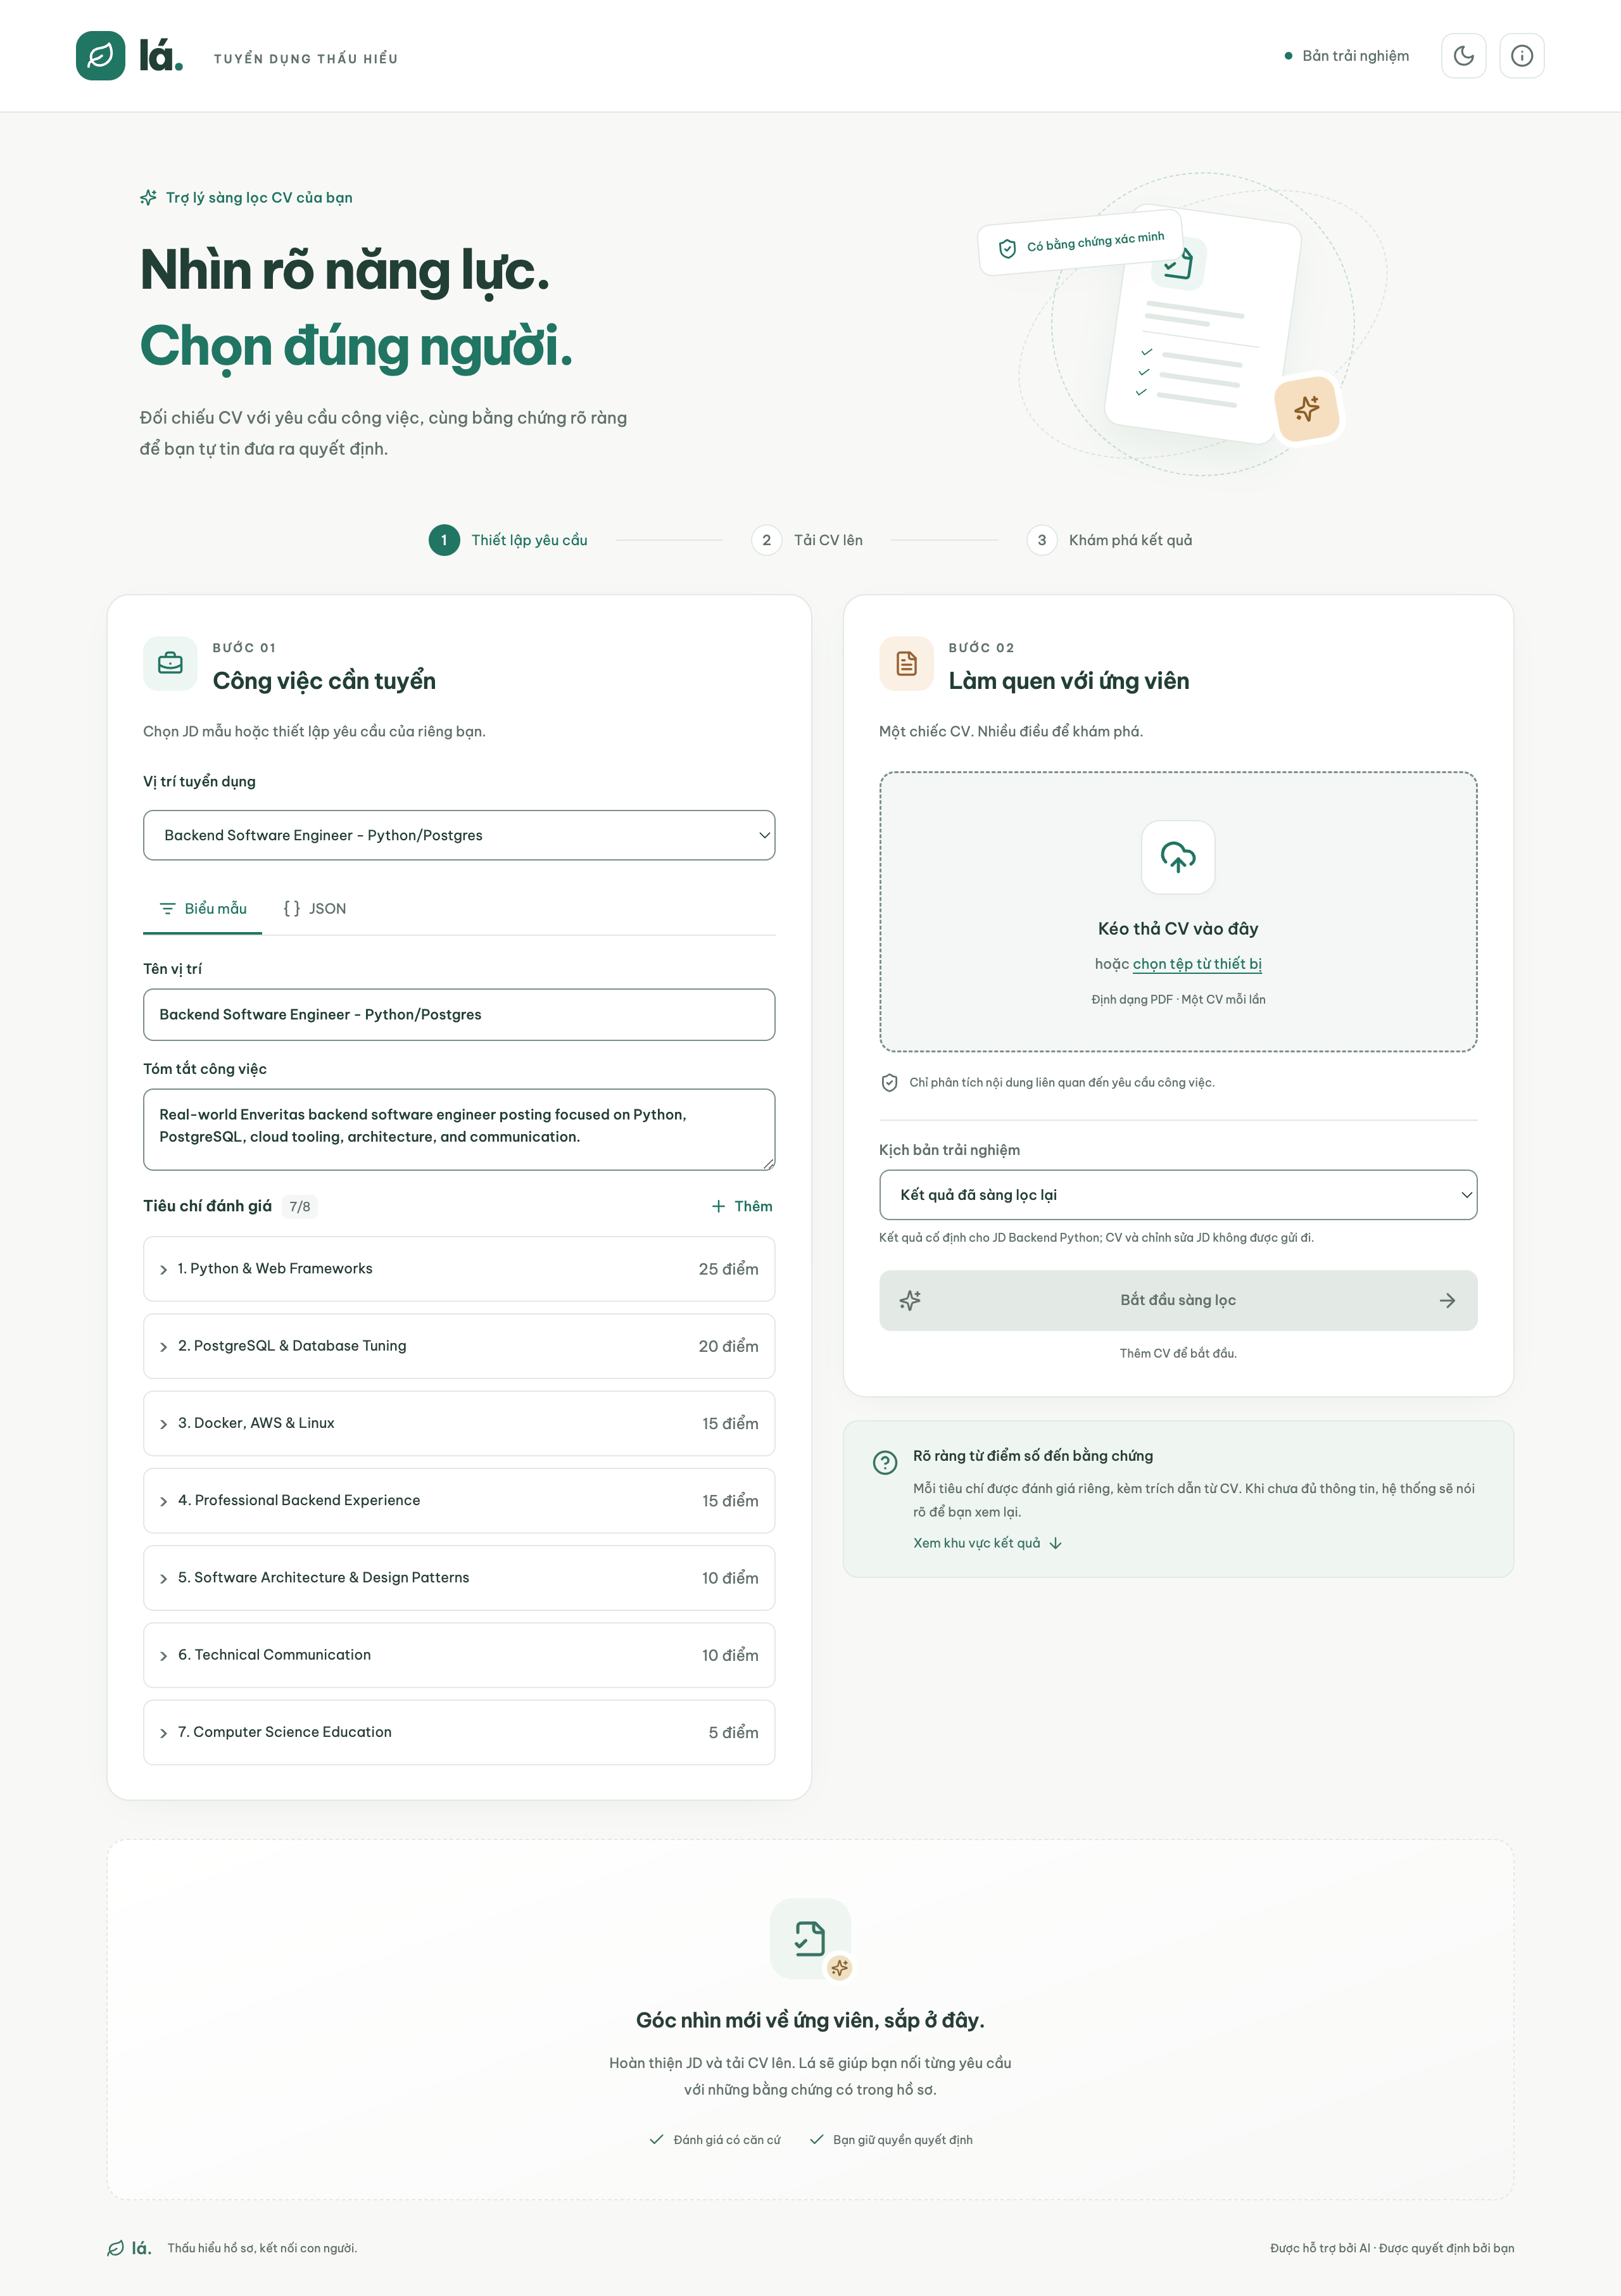 lá.
TUYỂN DỤNG THẤU HIỂU
Bản trải nghiệm
Trợ lý sàng lọc CV của bạn
Nhìn rõ năng lực.
Chọn đúng người.
Đối chiếu CV với yêu cầu công việc, cùng bằng chứng rõ ràng
để bạn tự tin đưa ra quyết định.
Có bằng chứng xác minh
1 Thiết lập yêu cầu
2 Tải CV lên
3 Khám phá kết quả
BƯỚC 01
Công việc cần tuyển
Chọn JD mẫu hoặc thiết lập yêu cầu của riêng bạn.
Vị trí tuyển dụng
Backend Software Engineer - Python/Postgres
Biểu mẫu
{ } JSON
Tên vị trí
Backend Software Engineer - Python/Postgres
Tóm tắt công việc
Real-world Enveritas backend software engineer posting focused on Python,
PostgreSQL, cloud tooling, architecture, and communication.
Tiêu chí đánh giá 7/8
+ Thêm
1. Python & Web Frameworks 25 điểm
2. PostgreSQL & Database Tuning 20 điểm
3. Docker, AWS & Linux 15 điểm
4. Professional Backend Experience 15 điểm
5. Software Architecture & Design Patterns 10 điểm
6. Technical Communication 10 điểm
7. Computer Science Education 5 điểm
BƯỚC 02
Làm quen với ứng viên
Một chiếc CV. Nhiều điều để khám phá.
Kéo thả CV vào đây
hoặc chọn tệp từ thiết bị
Định dạng PDF · Một CV mỗi lần
Chỉ phân tích nội dung liên quan đến yêu cầu công việc.
Kịch bản trải nghiệm
Kết quả đã sàng lọc lại
Kết quả cố định cho JD Backend Python; CV và chỉnh sửa JD không được gửi đi.
Bắt đầu sàng lọc
Thêm CV để bắt đầu.
Rõ ràng từ điểm số đến bằng chứng
Mỗi tiêu chí được đánh giá riêng, kèm trích dẫn từ CV. Khi chưa đủ thông tin, hệ thống sẽ nói
rõ để bạn xem lại.
Xem khu vực kết quả
Góc nhìn mới về ứng viên, sắp ở đây.
Hoàn thiện JD và tải CV lên. Lá sẽ giúp bạn nối từng yêu cầu
với những bằng chứng có trong hồ sơ.
Đánh giá có căn cứ
Bạn giữ quyền quyết định
lá.
Thấu hiểu hồ sơ, kết nối con người.
Được hỗ trợ bởi AI · Được quyết định bởi bạn